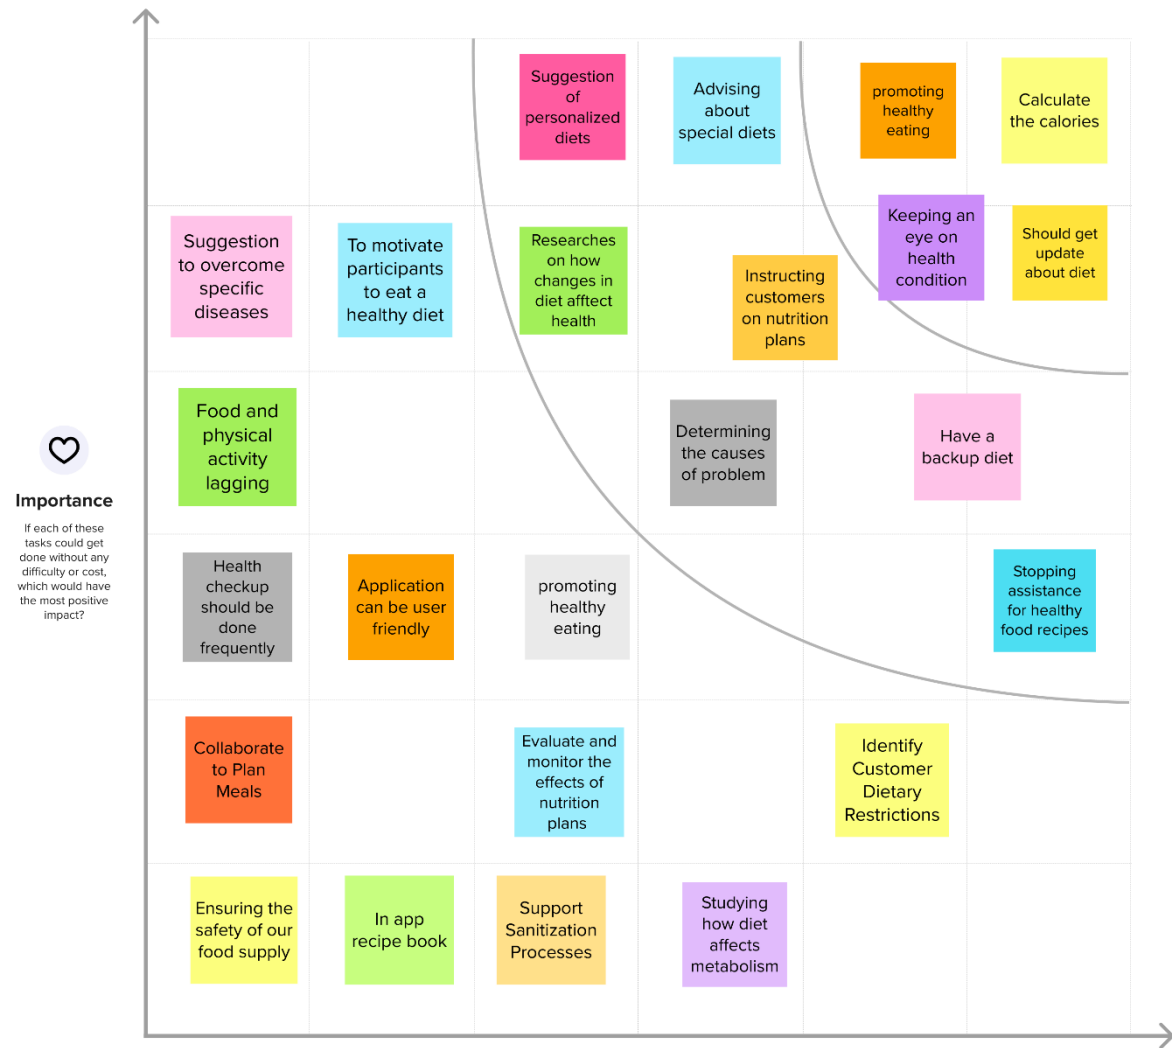 Suggestion
of
personalized
diets
Advising
about
special diets
promoting
healthy
eating
Calculate
the calories
Suggestion
to overcome
specific
diseases
To motivate
participants
to eat a
healthy diet
Researches
on how
changes in
diet afftect
health
Instructing
customers
on nutrition
plans
Keeping an
eye on
health
condition
Should get
update
about diet
Food and
physical
activity
lagging
Determining
the causes
of problem
Have a
backup diet
Importance
If each of these
tasks could get
done without any
difficulty or cost,
which would have
the most positive
impact?
Health
checkup
should be
done
frequently
Application
can be user
friendly
promoting
healthy
eating
Stopping
assistance
for healthy
food recipes
Collaborate
to Plan
Meals
Evaluate and
monitor the
effects of
nutrition
plans
Identify
Customer
Dietary
Restrictions
Ensuring the
safety of our
food supply
In app
recipe book
Support
Sanitization
Processes
Studying
how diet
affects
metabolism